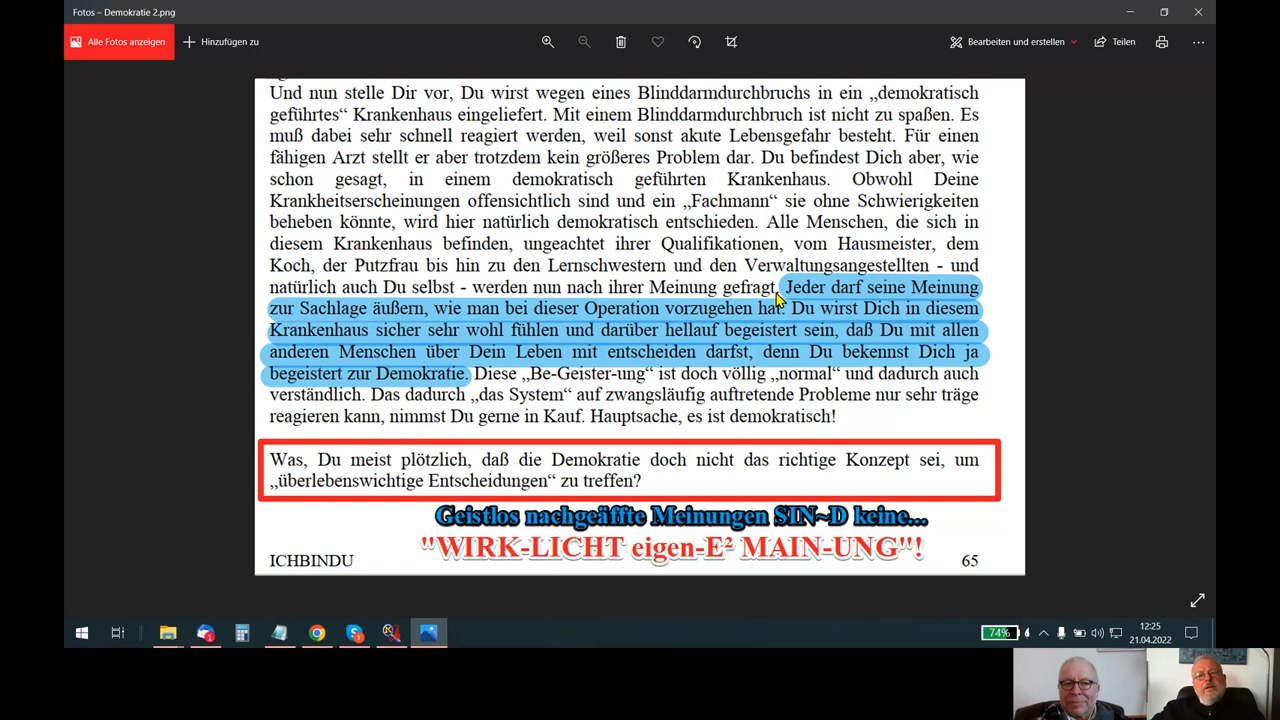 Fotos – Demokratie 2.png
Alle Fotos anzeigen
Hinzufügen zu
Bearbeiten und erstellen
Teilen
Und nun stelle Dir vor, Du wirst wegen eines Blinddarmdurchbruchs in ein „demokratisch
geführtes“ Krankenhaus eingeliefert. Mit einem Blinddarmdurchbruch ist nicht zu spaßen. Es
muß dabei sehr schnell reagiert werden, weil sonst akute Lebensgefahr besteht. Für einen
fähigen Arzt stellt er aber trotzdem kein größeres Problem dar. Du befindest Dich aber, wie
schon gesagt, in einem demokratisch geführten Krankenhaus. Obwohl Deine
Krankheitserscheinungen offensichtlich sind und ein „Fachmann“ sie ohne Schwierigkeiten
beheben könnte, wird hier natürlich demokratisch entschieden. Alle Menschen, die sich in
diesem Krankenhaus befinden, ungeachtet ihrer Qualifikationen, vom Hausmeister, dem
Koch, der Putzfrau bis hin zu den Lernschwestern und den Verwaltungsangestellten - und
natürlich auch Du selbst - werden nun nach ihrer Meinung gefragt. Jeder darf seine Meinung
zur Sachlage äußern, wie man bei dieser Operation vorzugehen hat. Du wirst Dich in diesem
Krankenhaus sicher sehr wohl fühlen und darüber hellauf begeistert sein, daß Du mit allen
anderen Menschen über Dein Leben mit entscheiden darfst, denn Du bekennst Dich ja
begeistert zur Demokratie. Diese „Be-Geister-ung“ ist doch völlig „normal“ und dadurch auch
verständlich. Das dadurch „das System“ auf zwangsläufig auftretende Probleme nur sehr träge
reagieren kann, nimmst Du gerne in Kauf. Hauptsache, es ist demokratisch!
Was, Du meist plötzlich, daß die Demokratie doch nicht das richtige Konzept sei, um
„überlebenswichtige Entscheidungen“ zu treffen?
Geistlos nachgeäffte Meinungen SIN~D keine...
"WIRK-LICHT eigen-E² MAIN-UNG"!
ICHBINDU 65
74%
12:25
21.04.2022